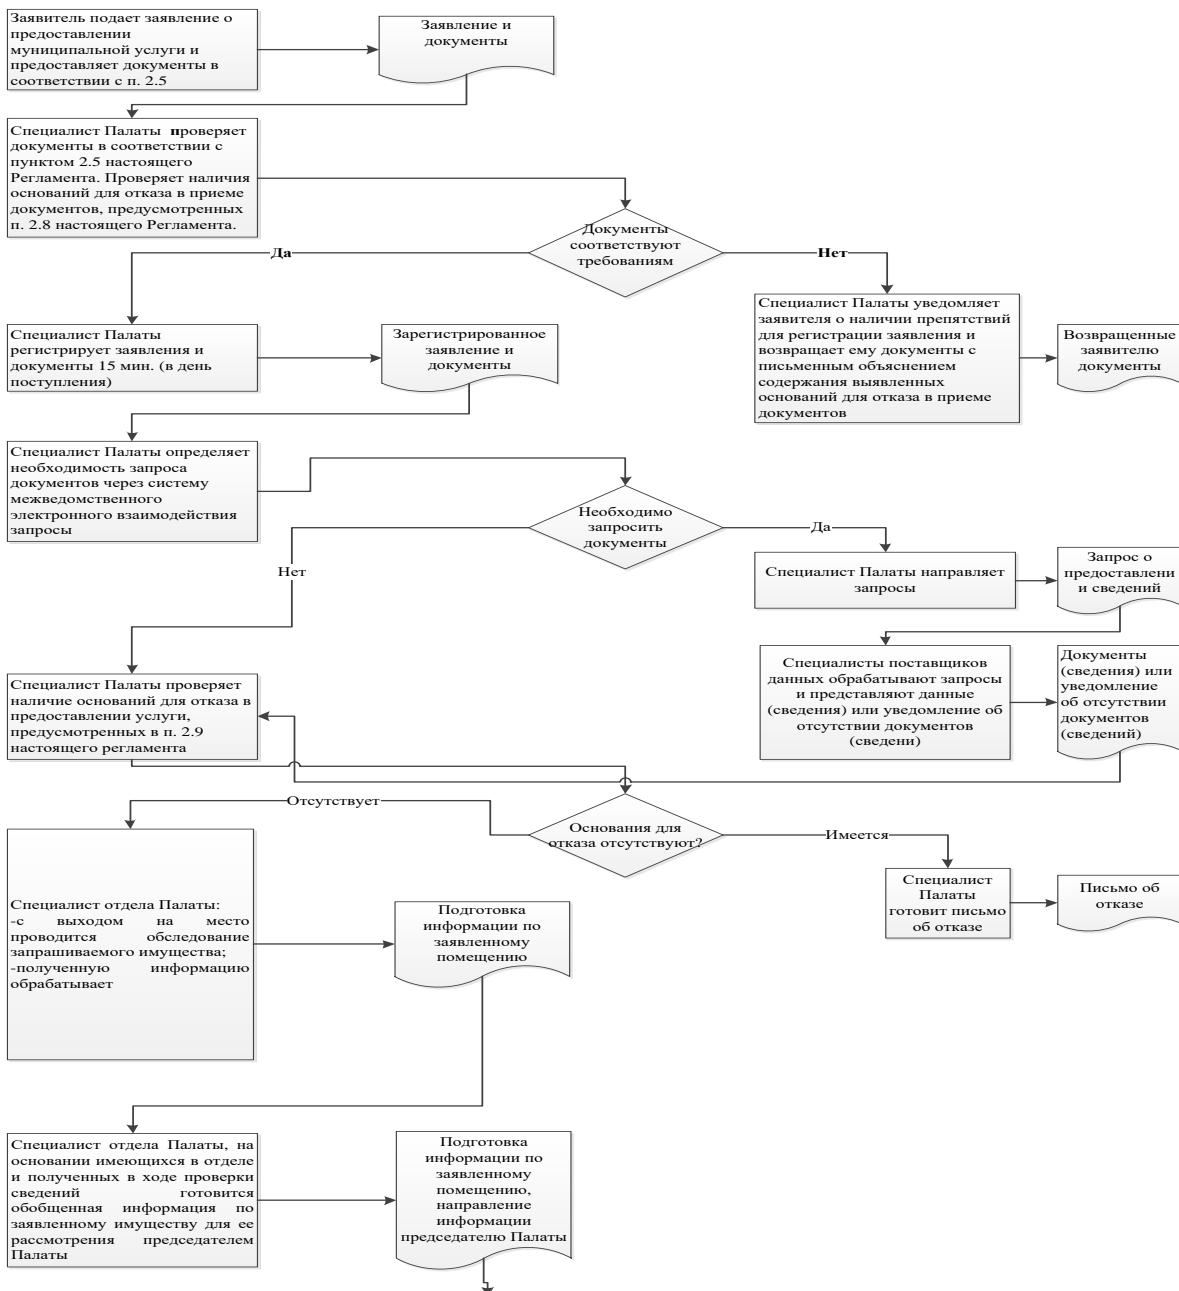 Заявитель подает заявление о
предоставлении
муниципальной услуги и
предоставляет документы в
соответствии с п. 2.5
Заявление и
документы
Специалист Палаты проверяет
документы в соответствии с
пунктом 2.5 настоящего
Регламента. Проверяет наличия
оснований для отказа в приеме
документов, предусмотренных
п. 2.8 настоящего Регламента.
Документы
соответствуют
требованиям
Да
Нет
Специалист Палаты
регистрирует заявления и
документы 15 мин. (в день
поступления)
Зарегистрированное
заявление и
документы
Специалист Палаты уведомляет
заявителя о наличии препятствий
для регистрации заявления и
возвращает ему документы с
письменным объяснением
содержания выявленных
оснований для отказа в приеме
документов
Возвращенные
заявителю
документы
Специалист Палаты определяет
необходимость запроса
документов через систему
межведомственного
электронного взаимодействия
запросы
Необходимо
запросить
документы
Да
Нет
Специалист Палаты направляет
запросы
Запрос о
предоставлени
и сведений
Специалисты поставщиков
данных обрабатывают запросы
и представляют данные
(сведения) или уведомление об
отсутствии документов
(сведени)
Документы
(сведения) или
уведомление
об отсутствии
документов
(сведений)
Специалист Палаты проверяет
наличие оснований для отказа в
предоставлении услуги,
предусмотренных в п. 2.9
настоящего регламента
Основания для
отказа отсутствуют?
Отсутствует
Имеется
Специалист
Палаты
готовит письмо
об отказе
Письмо об
отказе
Специалист отдела Палаты:
-с выходом на место
проводится обследование
запрашиваемого имущества;
-полученную информацию
обрабатывает
Подготовка
информации по
заявленному
помещению
Специалист отдела Палаты, на
основании имеющихся в отделе
и полученных в ходе проверки
сведений готовится
обобщенная информация по
заявленному имуществу для ее
рассмотрения председателем
Палаты
Подготовка
информации по
заявленному
помещению,
направление
информации
председателю Палаты